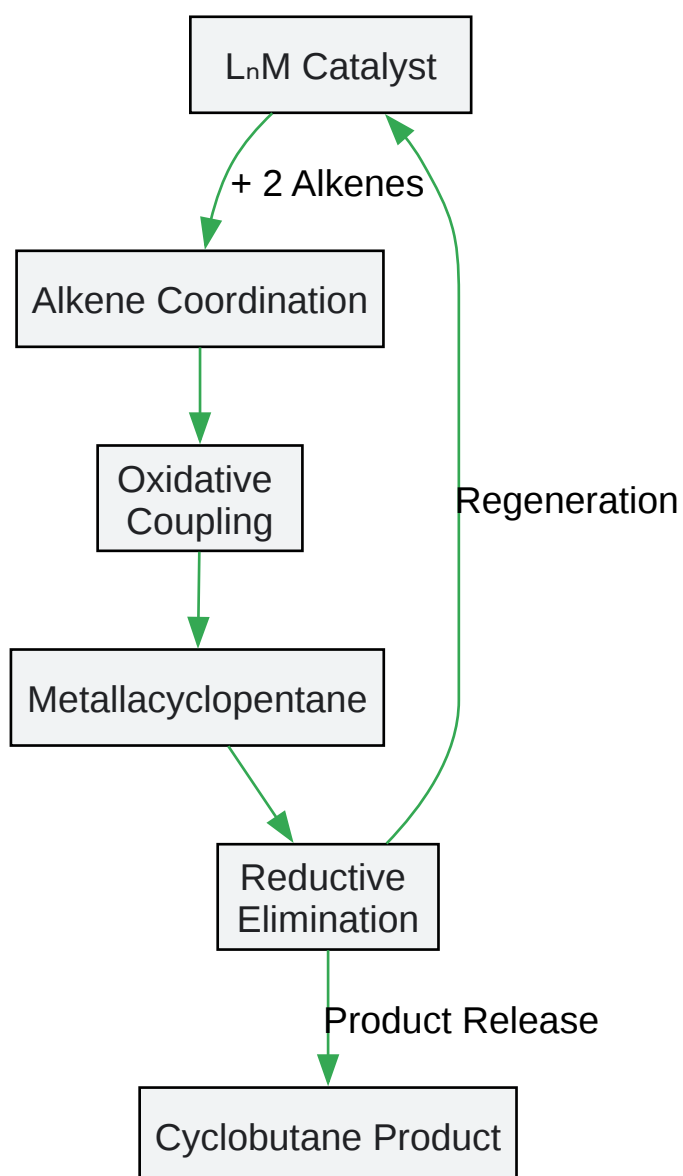 LₙM Catalyst
+ 2 Alkenes
Alkene Coordination
Oxidative
Coupling
Regeneration
Metallacyclopentane
Reductive
Elimination
Product Release
Cyclobutane Product